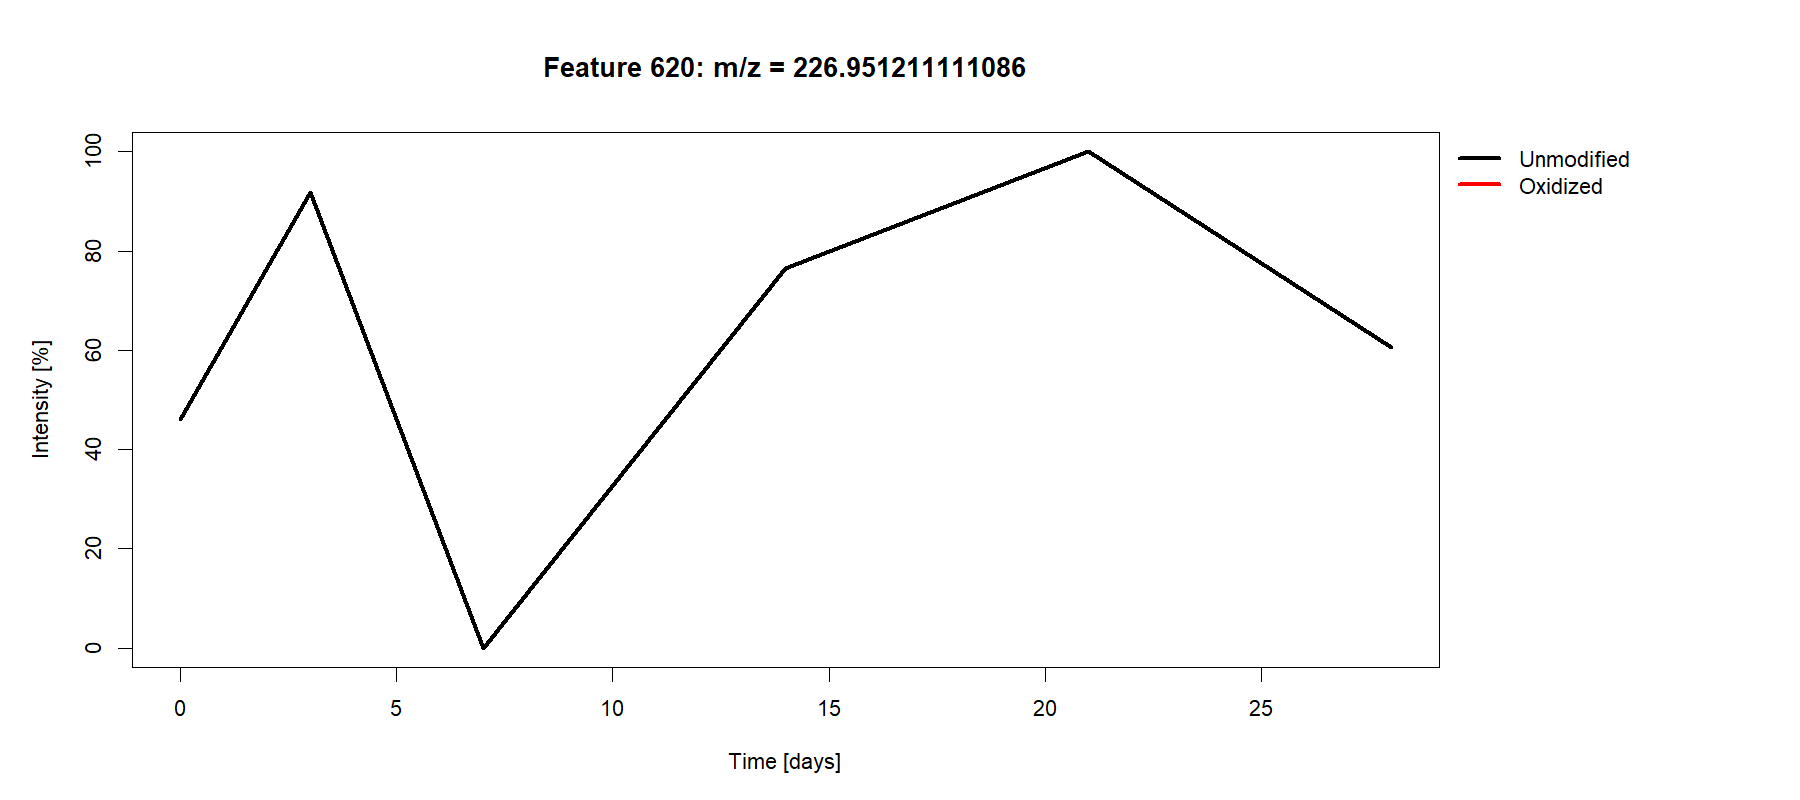 Feature 620: m/z = 226.951211111086
Unmodified
Oxidized
Intensity [%]
100
80
60
40
20
0
0 5 10 15 20 25
Time [days]